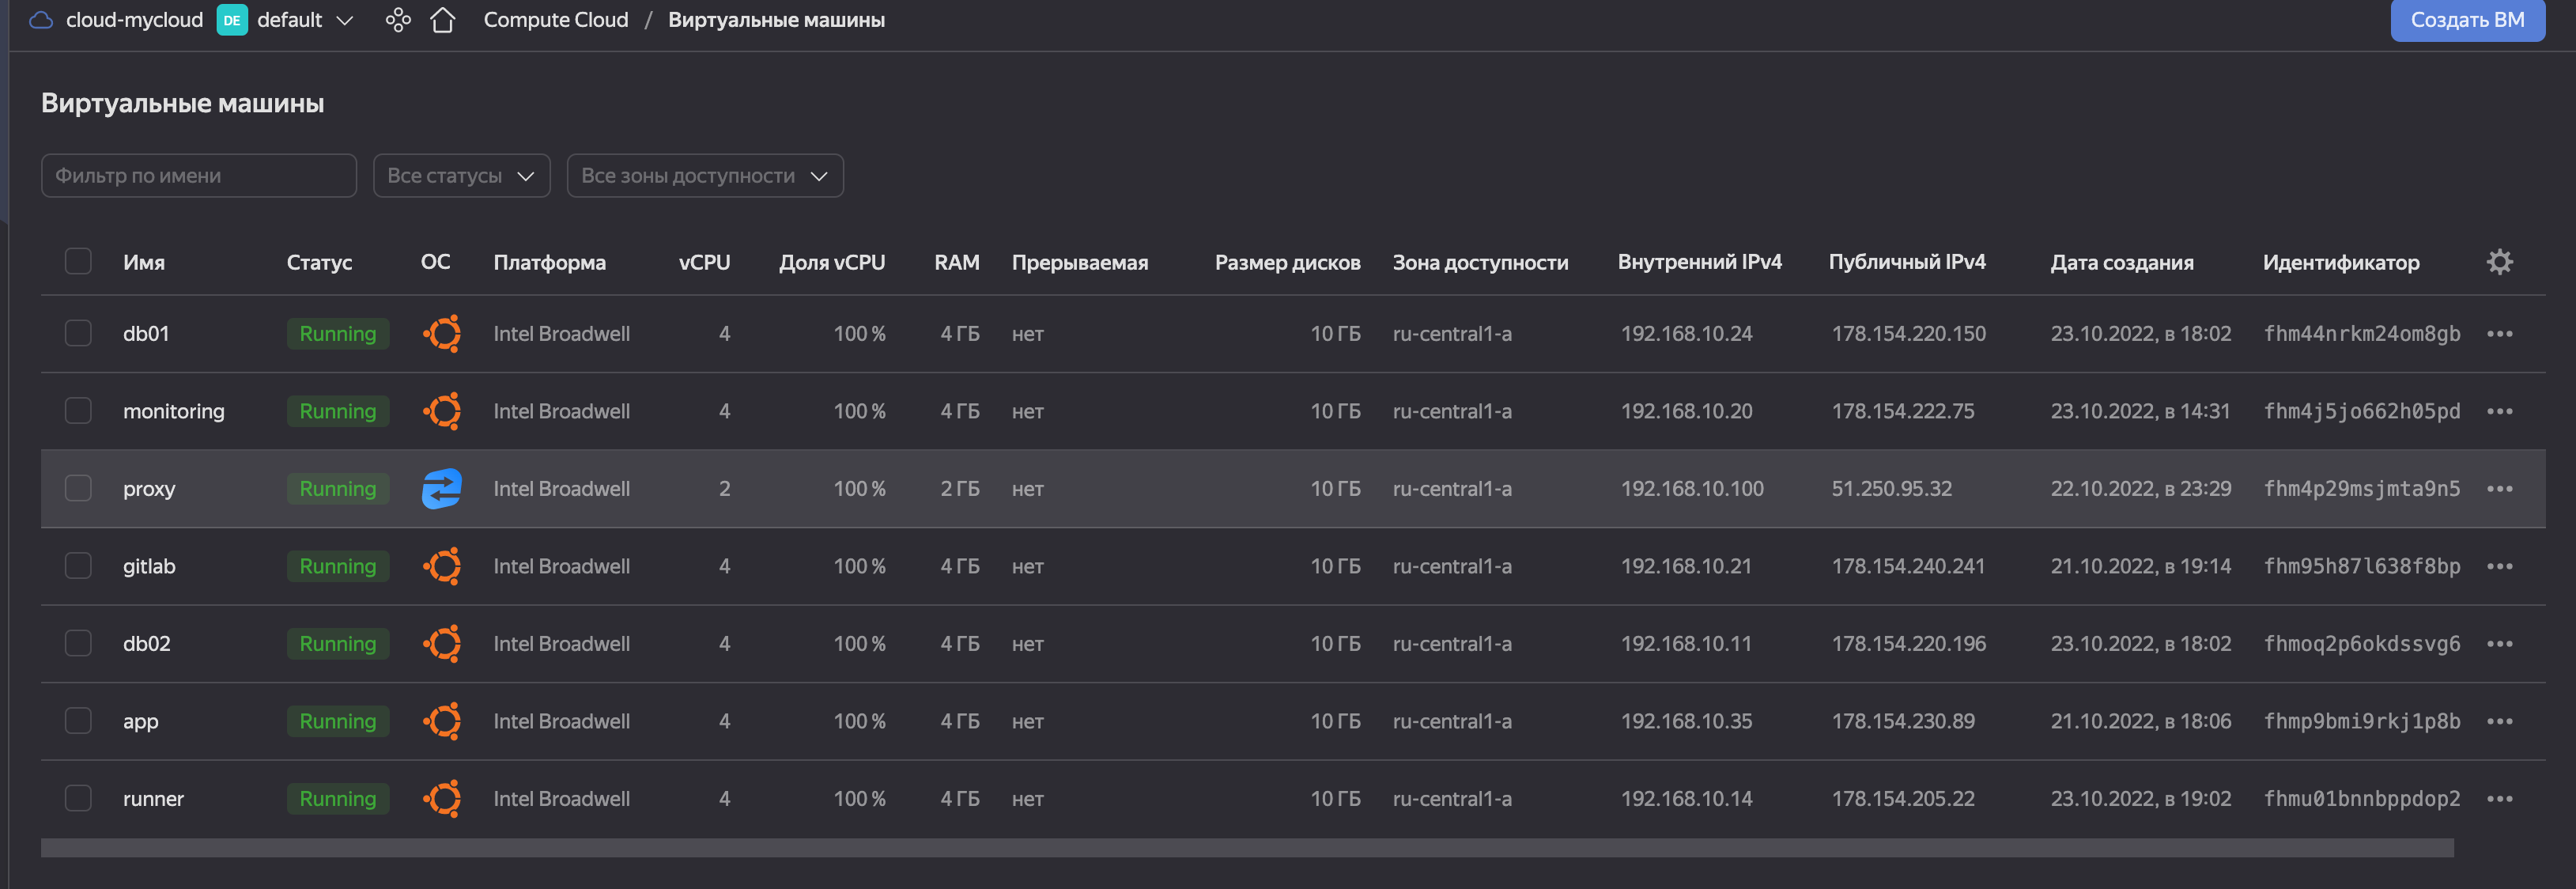 cloud-mycloud DE default Compute Cloud / Виртуальные машины Создать ВМ
Виртуальные машины
Фильтр по имени Все статусы Все зоны доступности
Имя Статус ОС Платформа vCPU Доля vCPU RAM Прерываемая Размер дисков Зона доступности Внутренний IPv4 Публичный IPv4 Дата создания Идентификатор
db01 Running Intel Broadwell 4 100 % 4 ГБ нет 10 ГБ ru-central1-a 192.168.10.24 178.154.220.150 23.10.2022, в 18:02 fhm44nrkm24om8gb
monitoring Running Intel Broadwell 4 100 % 4 ГБ нет 10 ГБ ru-central1-a 192.168.10.20 178.154.222.75 23.10.2022, в 14:31 fhm4j5jo662h05pd
proxy Running Intel Broadwell 2 100 % 2 ГБ нет 10 ГБ ru-central1-a 192.168.10.100 51.250.95.32 22.10.2022, в 23:29 fhm4p29msjmta9n5
gitlab Running Intel Broadwell 4 100 % 4 ГБ нет 10 ГБ ru-central1-a 192.168.10.21 178.154.240.241 21.10.2022, в 19:14 fhm95h87l638f8bp
db02 Running Intel Broadwell 4 100 % 4 ГБ нет 10 ГБ ru-central1-a 192.168.10.11 178.154.220.196 23.10.2022, в 18:02 fhmoq2p6okdssvg6
app Running Intel Broadwell 4 100 % 4 ГБ нет 10 ГБ ru-central1-a 192.168.10.35 178.154.230.89 21.10.2022, в 18:06 fhmp9bmi9rkj1p8b
runner Running Intel Broadwell 4 100 % 4 ГБ нет 10 ГБ ru-central1-a 192.168.10.14 178.154.205.22 23.10.2022, в 19:02 fhmu01bnnbppdop2